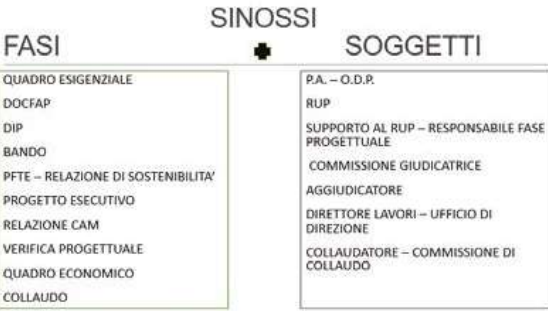 SINOSSI
FASI
SOGGETTI
QUADRO ESIGENZIALE
DOCFAP
DIP
BANDO
PFTE – RELAZIONE DI SOSTENIBILITA'
PROGETTO ESECUTIVO
RELAZIONE CAM
VERIFICA PROGETTUALE
QUADRO ECONOMICO
COLLAUDO
P.A. – O.D.P.
RUP
SUPPORTO AL RUP – RESPONSABILE FASE
PROGETTUALE
COMMISSIONE GIUDICATRICE
AGGIUDICATORE
DIRETTORE LAVORI – UFFICIO DI
DIREZIONE
COLLAUDATORE – COMMISSIONE DI
COLLAUDO